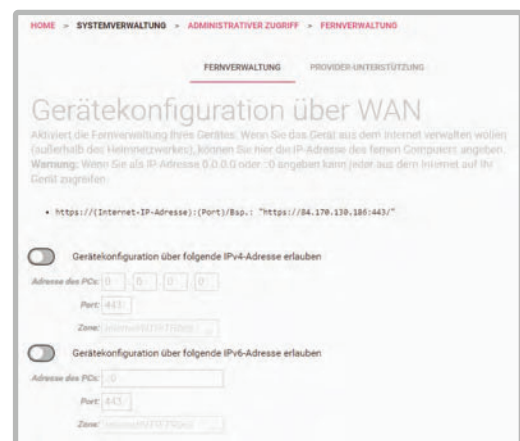 HOME » SYSTEMVERWALTUNG » ADMINISTRATIVER ZUGRIFF » FERNVERWALTUNG
FERNVERWALTUNG PROVIDER-UNTERSTÜTZUNG
Gerätekonfiguration über WAN
Aktiviert die Fernverwaltung Ihres Gerätes. Wenn Sie das Gerät aus dem Internet verwalten wollen
(außerhalb des Heimnetzwerkes), können Sie hier die IP-Adresse des fernen Computers angeben.
Warnung: Wenn Sie als IP-Adresse 0.0.0.0 oder ::0 angeben kann jeder aus dem Internet auf Ihr
Gerät zugreifen.
• https://(Internet-IP-Adresse):(Port)/Bsp.: "https://84.170.130.186:443/"
Gerätekonfiguration über folgende IPv4-Adresse erlauben
Adresse des PCs: 0 . 0 . 0 . 0
Port: 443
Zone:
Gerätekonfiguration über folgende IPv6-Adresse erlauben
Adresse des PCs: ::0
Port: 443
Zone: